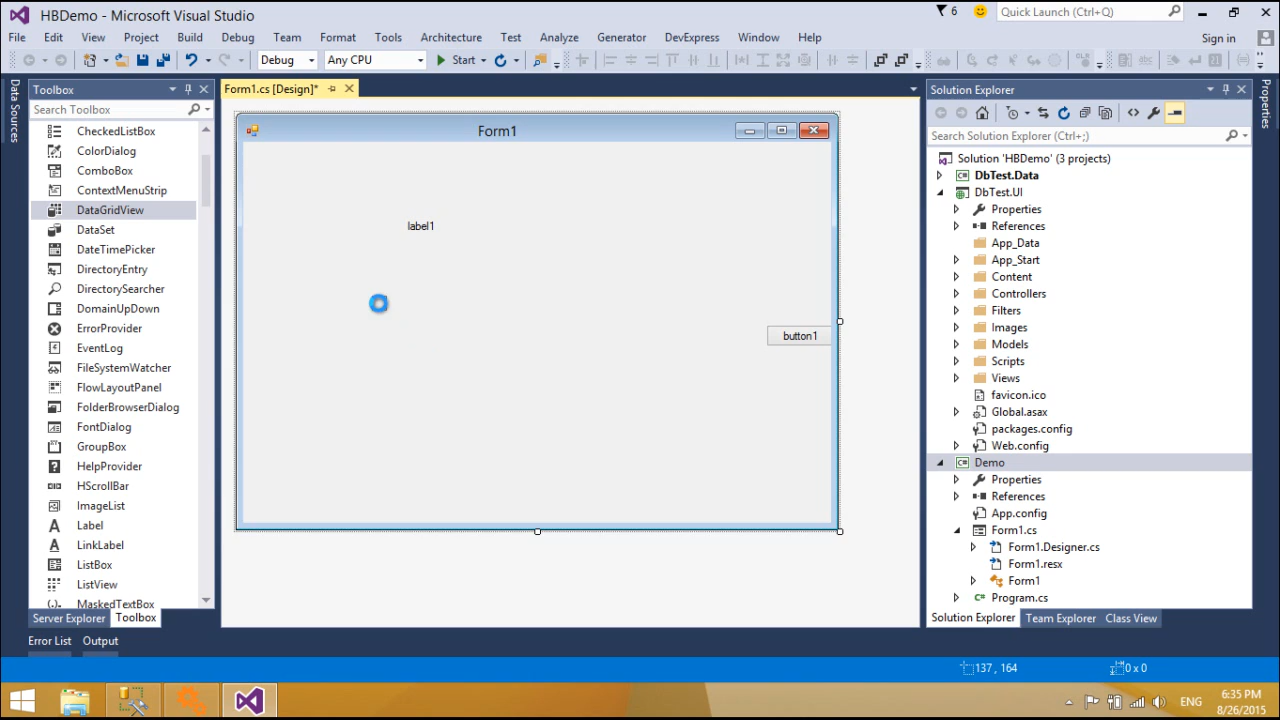 HBDemo - Microsoft Visual Studio
6
Quick Launch (Ctrl+Q)
File Edit View Project Build Debug Team Format Tools Architecture Test Analyze Generator DevExpress Window Help
Sign in
Debug Any CPU Start
Data Sources
Toolbox
Search Toolbox
CheckedListBox
ColorDialog
ComboBox
ContextMenuStrip
DataGridView
DataSet
DateTimePicker
DirectoryEntry
DirectorySearcher
DomainUpDown
ErrorProvider
EventLog
FileSystemWatcher
FlowLayoutPanel
FolderBrowserDialog
FontDialog
GroupBox
HelpProvider
HScrollBar
ImageList
Label
LinkLabel
ListBox
ListView
MaskedTextBox
Server Explorer Toolbox
Form1.cs [Design]*
Form1
label1
button1
Solution Explorer
Search Solution Explorer (Ctrl+;)
Solution 'HBDemo' (3 projects)
DbTest.Data
DbTest.UI
Properties
References
App_Data
App_Start
Content
Controllers
Filters
Images
Models
Scripts
Views
favicon.ico
Global.asax
packages.config
Web.config
Demo
Properties
References
App.config
Form1.cs
Form1.Designer.cs
Form1.resx
Form1
Program.cs
Solution Explorer Team Explorer Class View
Properties
Error List Output
137 , 164
0 x 0
ENG
6:35 PM
8/26/2015